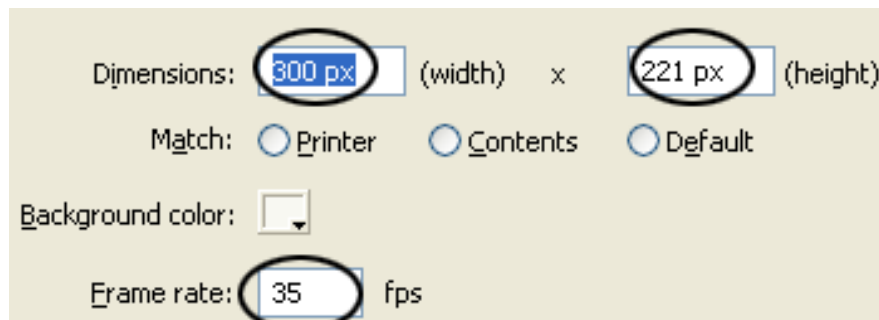 Dimensions: 300 px (width) x 221 px (height)
Match: Printer Contents Default
Background color:
Frame rate: 35 fps